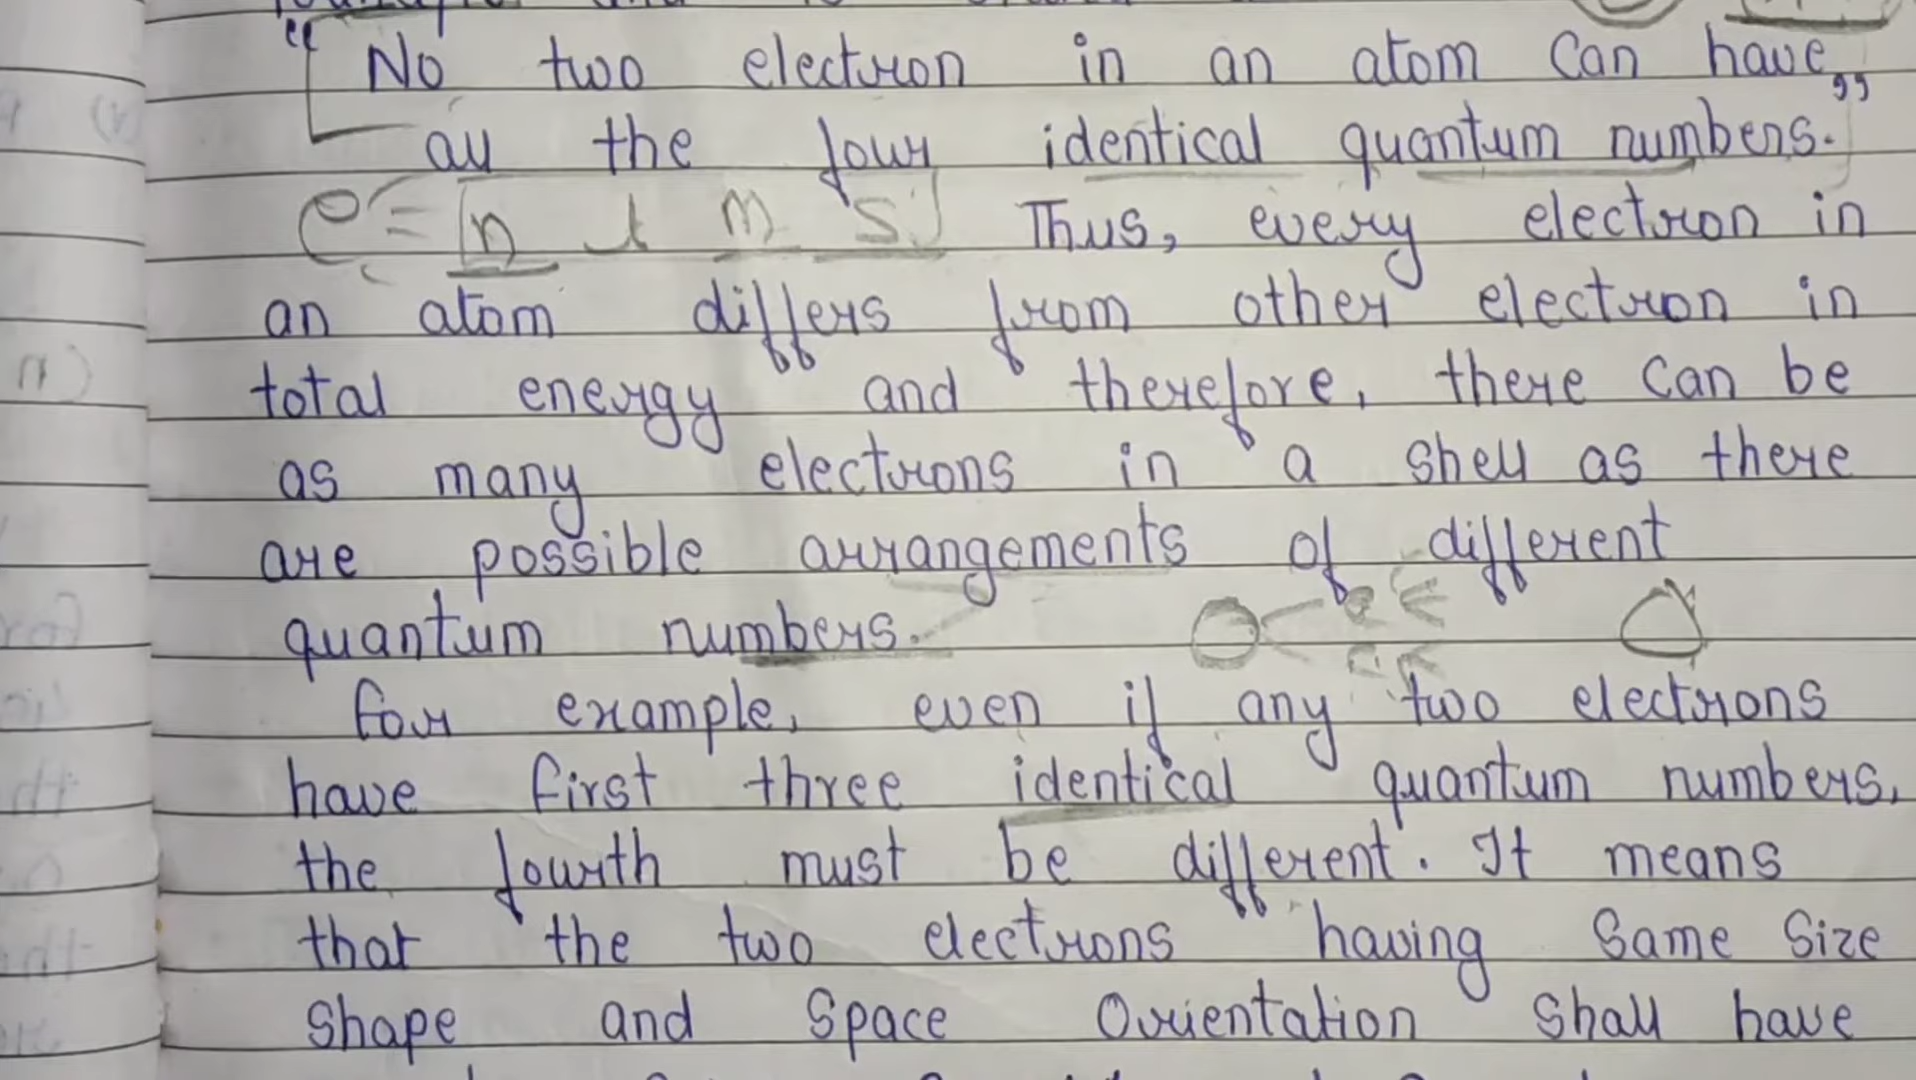 " No two electron in an atom can have
all the four identical quantum numbers."
e = n l m s Thus, every electron in
an atom differs from other electron in
total energy and therefore, there can be
as many electrons in a shell as there
are possible arrangements of different
quantum numbers.
For example, even if any two electrons
have first three identical quantum numbers,
the fourth must be different. It means
that the two electrons having same size
shape and space orientation shall have